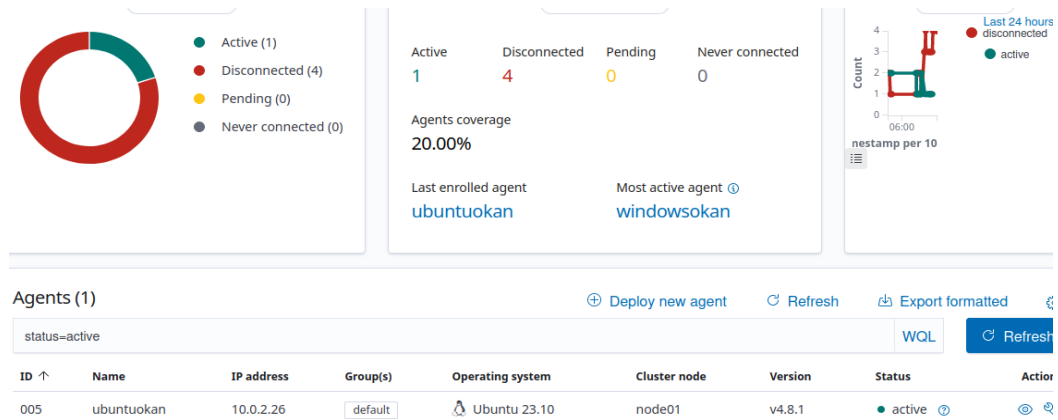 Active (1)
Disconnected (4)
Pending (0)
Never connected (0)
Active Disconnected Pending Never connected
1 4 0 0
Agents coverage
20.00%
Last enrolled agent Most active agent
ubuntuokan windowsokan
Last 24 hours
disconnected
active
Count
4
3
2
1
0
06:00
nestamp per 10
Agents (1) Deploy new agent Refresh Export formatted
status=active WQL Refresh
ID ↑ Name IP address Group(s) Operating system Cluster node Version Status Action
005 ubuntuokan 10.0.2.26 default Ubuntu 23.10 node01 v4.8.1 active